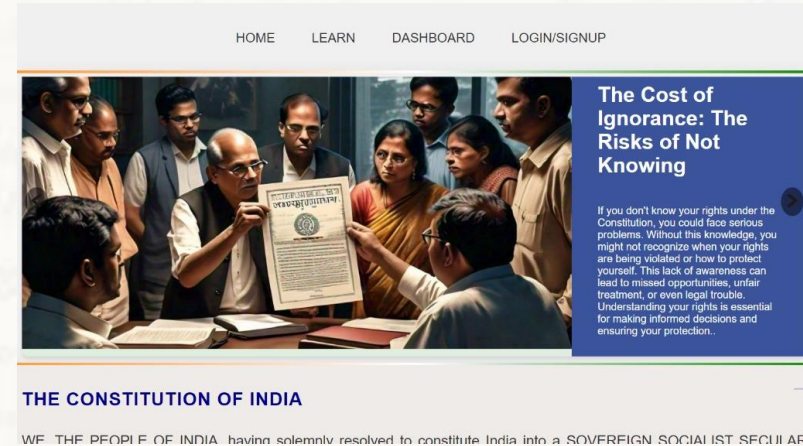 HOME LEARN DASHBOARD LOGIN/SIGNUP
The Cost of
Ignorance: The
Risks of Not
Knowing
If you don't know your rights under the
Constitution, you could face serious
problems. Without this knowledge, you
might not recognize when your rights
are being violated or how to protect
yourself. This lack of awareness can
lead to missed opportunities, unfair
treatment, or even legal trouble.
Understanding your rights is essential
for making informed decisions and
ensuring your protection..
THE CONSTITUTION OF INDIA
WE, THE PEOPLE OF INDIA, having solemnly resolved to constitute India into a SOVEREIGN SOCIALIST SECULAR